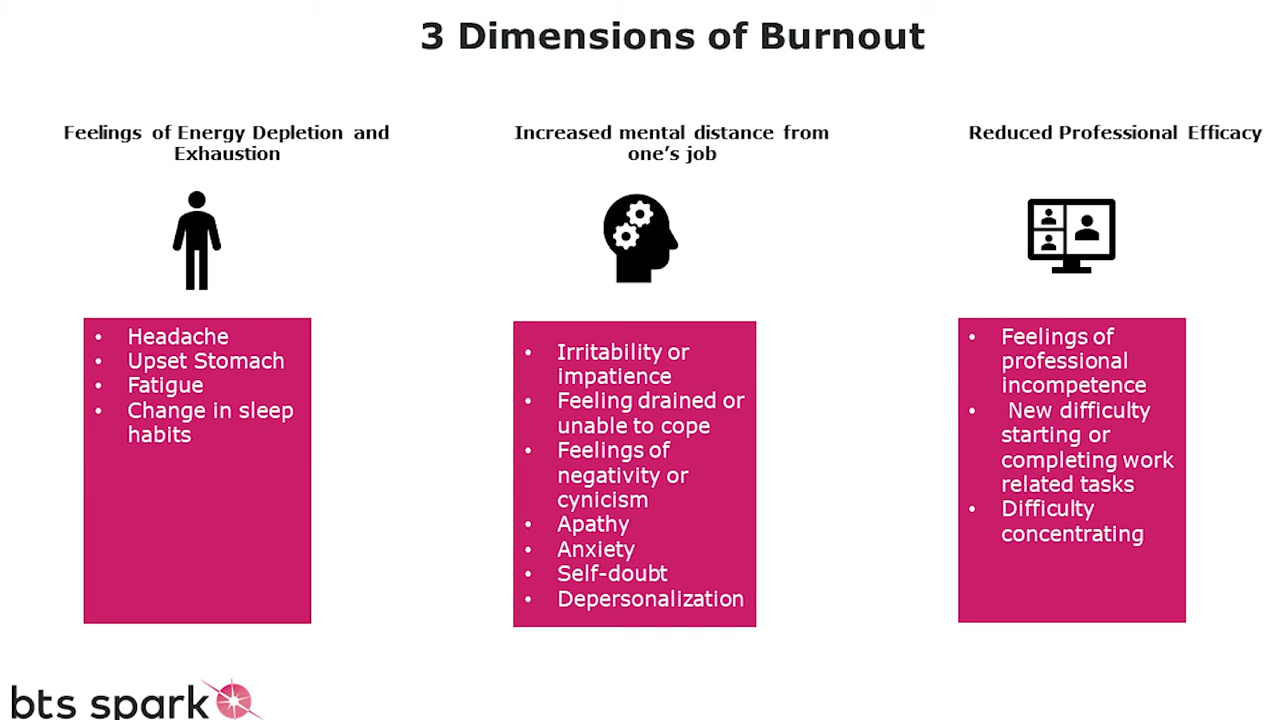 3 Dimensions of Burnout
Feelings of Energy Depletion and
Exhaustion
• Headache
• Upset Stomach
• Fatigue
• Change in sleep
habits
Increased mental distance from
one’s job
• Irritability or
impatience
• Feeling drained or
unable to cope
• Feelings of
negativity or
cynicism
• Apathy
• Anxiety
• Self-doubt
• Depersonalization
Reduced Professional Efficacy
• Feelings of
professional
incompetence
• New difficulty
starting or
completing work
related tasks
• Difficulty
concentrating
bts spark